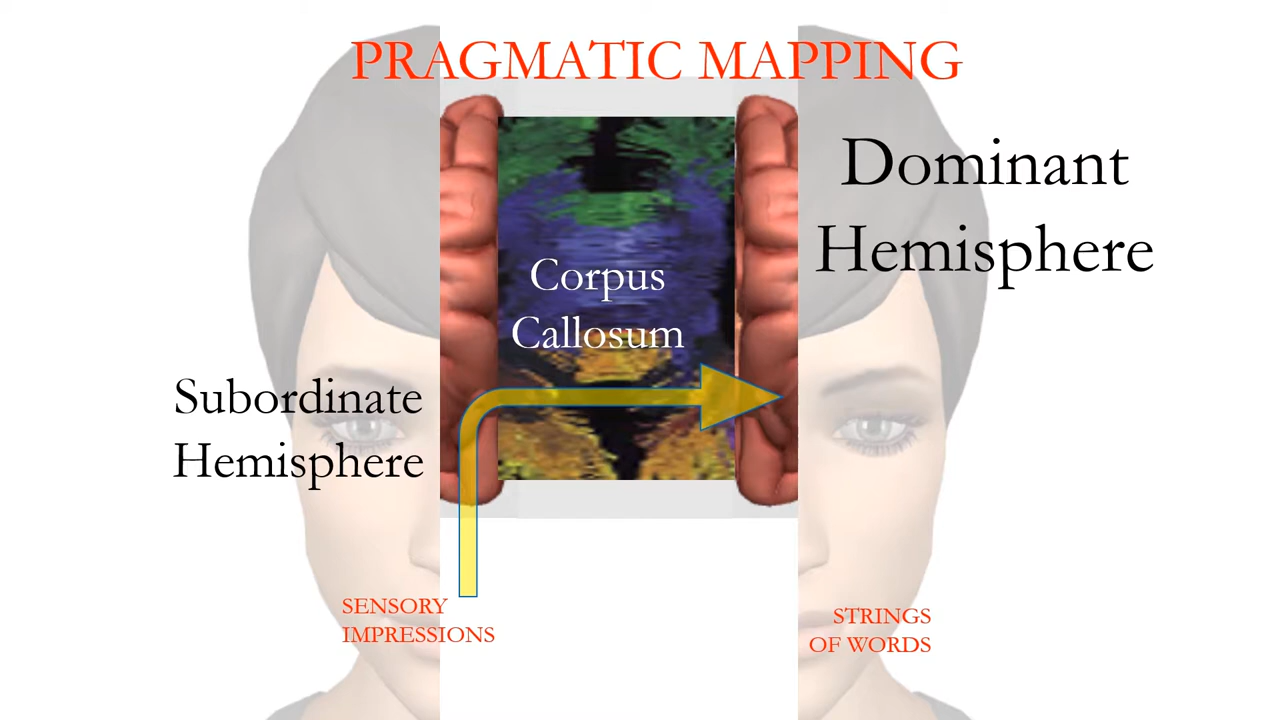 PRAGMATIC MAPPING
Dominant
Hemisphere
Corpus
Callosum
Subordinate
Hemisphere
SENSORY
IMPRESSIONS
STRINGS
OF WORDS